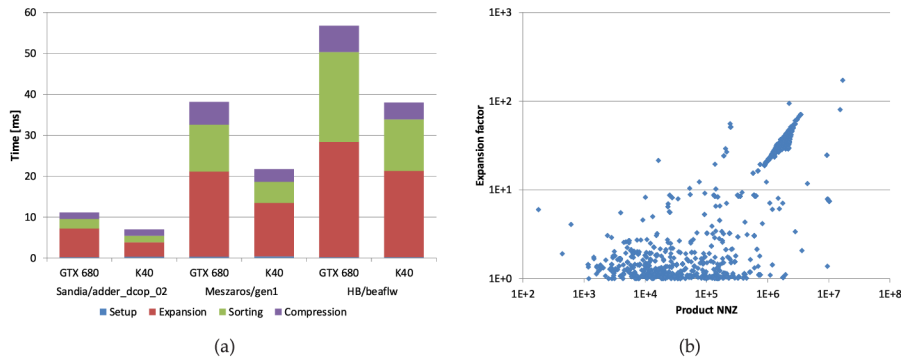 60
50
40
30
20
10
0
Time [ms]
GTX 680 K40 GTX 680 K40 GTX 680 K40
Sandia/adder_dcop_02 Meszaros/gen1 HB/beaflw
Setup Expansion Sorting Compression
(a)
1E+3
1E+2
1E+1
1E+0
Expansion factor
1E+2 1E+3 1E+4 1E+5 1E+6 1E+7 1E+8
Product NNZ
(b)